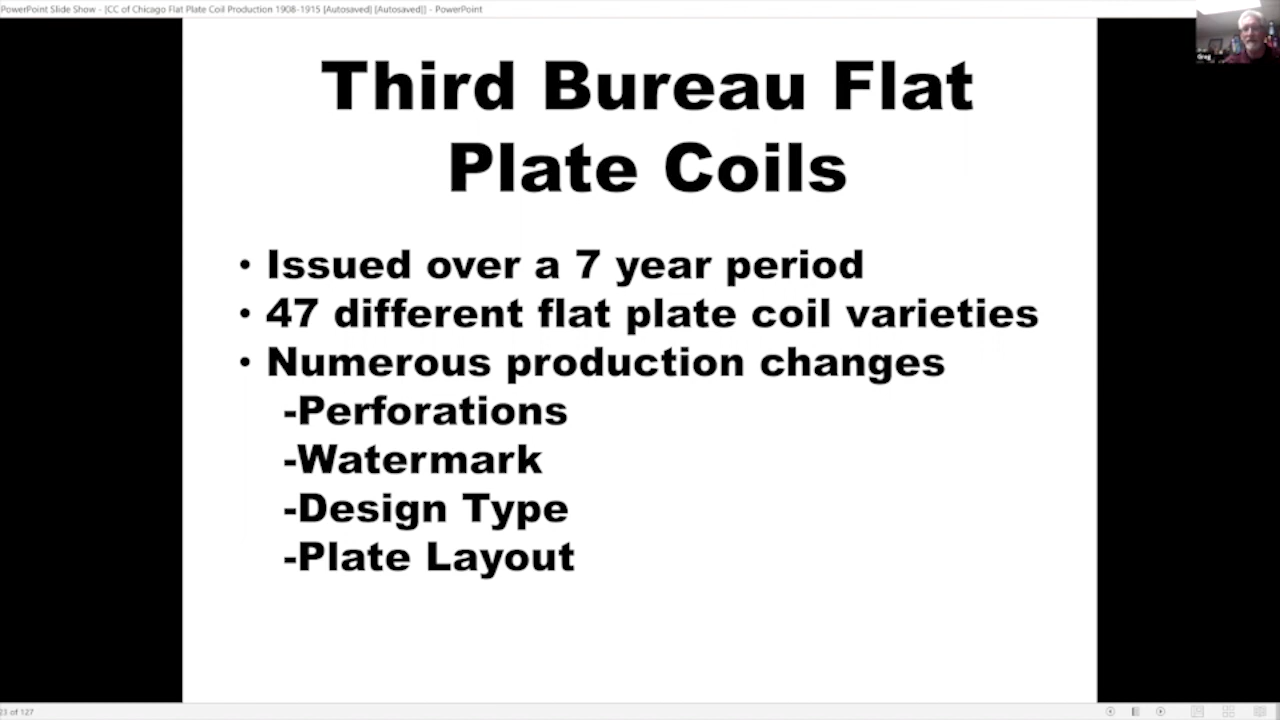 PowerPoint Slide Show - [CC of Chicago Flat Plate Coil Production 1908-1915 [Autosaved] [Autosaved]] - PowerPoint
Greg
Third Bureau Flat
Plate Coils
• Issued over a 7 year period
• 47 different flat plate coil varieties
• Numerous production changes
-Perforations
-Watermark
-Design Type
-Plate Layout
23 of 127